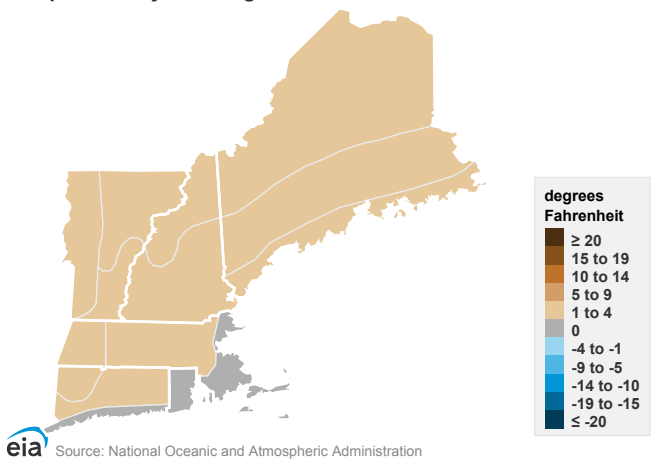 degrees
Fahrenheit
≥ 20
15 to 19
10 to 14
5 to 9
1 to 4
0
-4 to -1
-9 to -5
-14 to -10
-19 to -15
≤ -20
eia
Source: National Oceanic and Atmospheric Administration